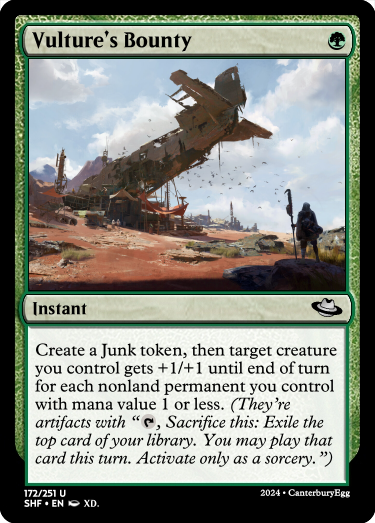 Vulture's Bounty
Instant
Create a Junk token, then target creature
you control gets +1/+1 until end of turn
for each nonland permanent you control
with mana value 1 or less. (They're
artifacts with “, Sacrifice this: Exile the
top card of your library. You may play that
card this turn. Activate only as a sorcery.”)
172/251 U
SHF • EN XD.
2024 • CanterburyEgg